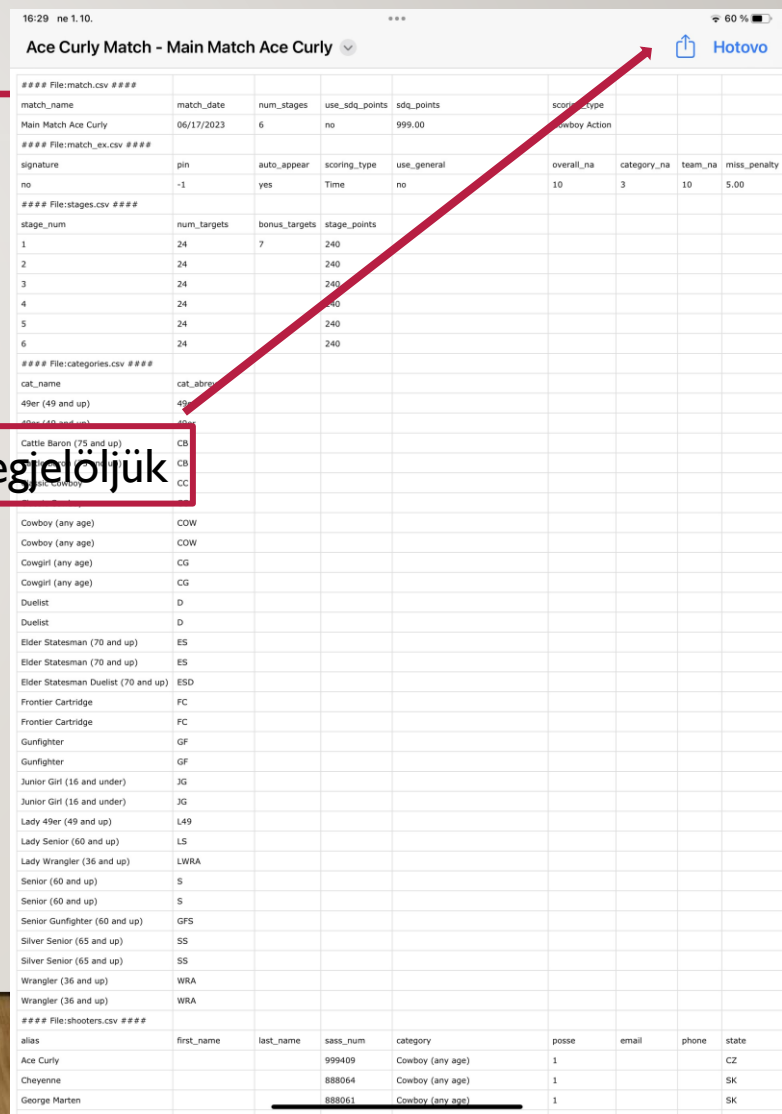 16:29 ne 1.10. 60 %
Ace Curly Match - Main Match Ace Curly Hotovo
#### File:match.csv ####
match_name match_date num_stages use_sdq_points sdq_points
Main Match Ace Curly 06/17/2023 6 no 999.00 Action
#### File:match_ex.csv ####
signature pin auto_appear scoring_type use_general overall_na category_na team_na miss_penalty
no -1 yes Time no 10 3 10 5.00
#### File:stages.csv ####
stage_num num_targets bonus_targets stage_points
1 24 7 240
2 24 240
3 24 240
4 24 240
5 24 240
6 24 240
#### File:categories.csv ####
cat_name
49er (49 and up)
Cattle Baron (75 and up) CB
egjelöljük
CB
CC
Cowboy (any age) COW
Cowboy (any age) COW
Cowgirl (any age) CG
Cowgirl (any age) CG
Duelist D
Duelist D
Elder Statesman (70 and up) ES
Elder Statesman (70 and up) ES
Elder Statesman Duelist (70 and up) ESD
Frontier Cartridge FC
Frontier Cartridge FC
Gunfighter GF
Gunfighter GF
Junior Girl (16 and under) JG
Junior Girl (16 and under) JG
Lady 49er (49 and up) L49
Lady Senior (60 and up) LS
Lady Wrangler (36 and up) LWRA
Senior (60 and up) S
Senior (60 and up) S
Senior Gunfighter (60 and up) GFS
Silver Senior (65 and up) SS
Silver Senior (65 and up) SS
Wrangler (36 and up) WRA
Wrangler (36 and up) WRA
#### File:shooters.csv ####
alias first_name last_name sass_num category posse email phone state
Ace Curly 999409 Cowboy (any age) 1 CZ
Cheyenne 888064 Cowboy (any age) 1 SK
George Marten 888061 Cowboy (any age) 1 SK